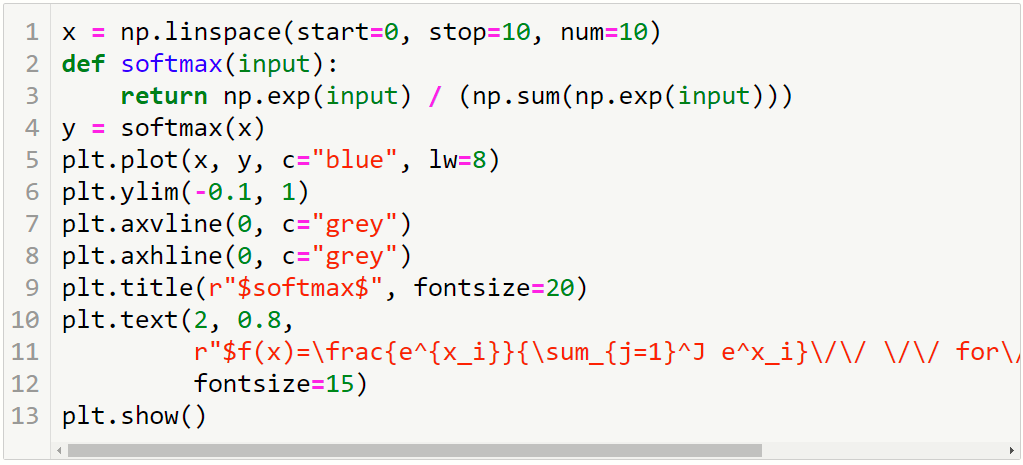 1 x = np.linspace(start=0, stop=10, num=10)
2 def softmax(input):
3     return np.exp(input) / (np.sum(np.exp(input)))
4 y = softmax(x)
5 plt.plot(x, y, c="blue", lw=8)
6 plt.ylim(-0.1, 1)
7 plt.axvline(0, c="grey")
8 plt.axhline(0, c="grey")
9 plt.title(r"$softmax$", fontsize=20)
10 plt.text(2, 0.8,
11          r"$f(x)=\frac{e^{x_i}}{\sum_{j=1}^J e^x_i}\/\/ \/\/ for\/
12          fontsize=15)
13 plt.show()